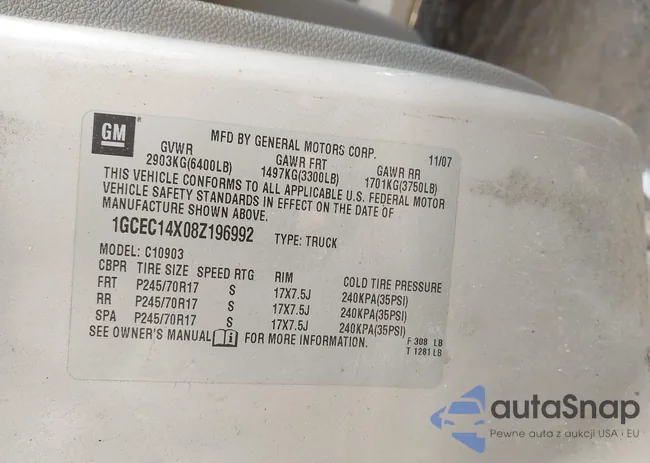 GM
MFD BY GENERAL MOTORS CORP. 11/07
GVWR GAWR FRT GAWR RR
2903KG(6400LB) 1497KG(3300LB) 1701KG(3750LB)
THIS VEHICLE CONFORMS TO ALL APPLICABLE U.S. FEDERAL MOTOR
VEHICLE SAFETY STANDARDS IN EFFECT ON THE DATE OF
MANUFACTURE SHOWN ABOVE.
1GCEC14X08Z196992 TYPE: TRUCK
MODEL: C10903
CBPR TIRE SIZE SPEED RTG RIM COLD TIRE PRESSURE
FRT P245/70R17 S 17X7.5J 240KPA(35PSI)
RR P245/70R17 S 17X7.5J 240KPA(35PSI)
SPA P245/70R17 S 17X7.5J 240KPA(35PSI)
SEE OWNER'S MANUAL FOR MORE INFORMATION. F 308 LB
T 1281 LB
autaSnap
Pewne auta z aukcji USA i EU